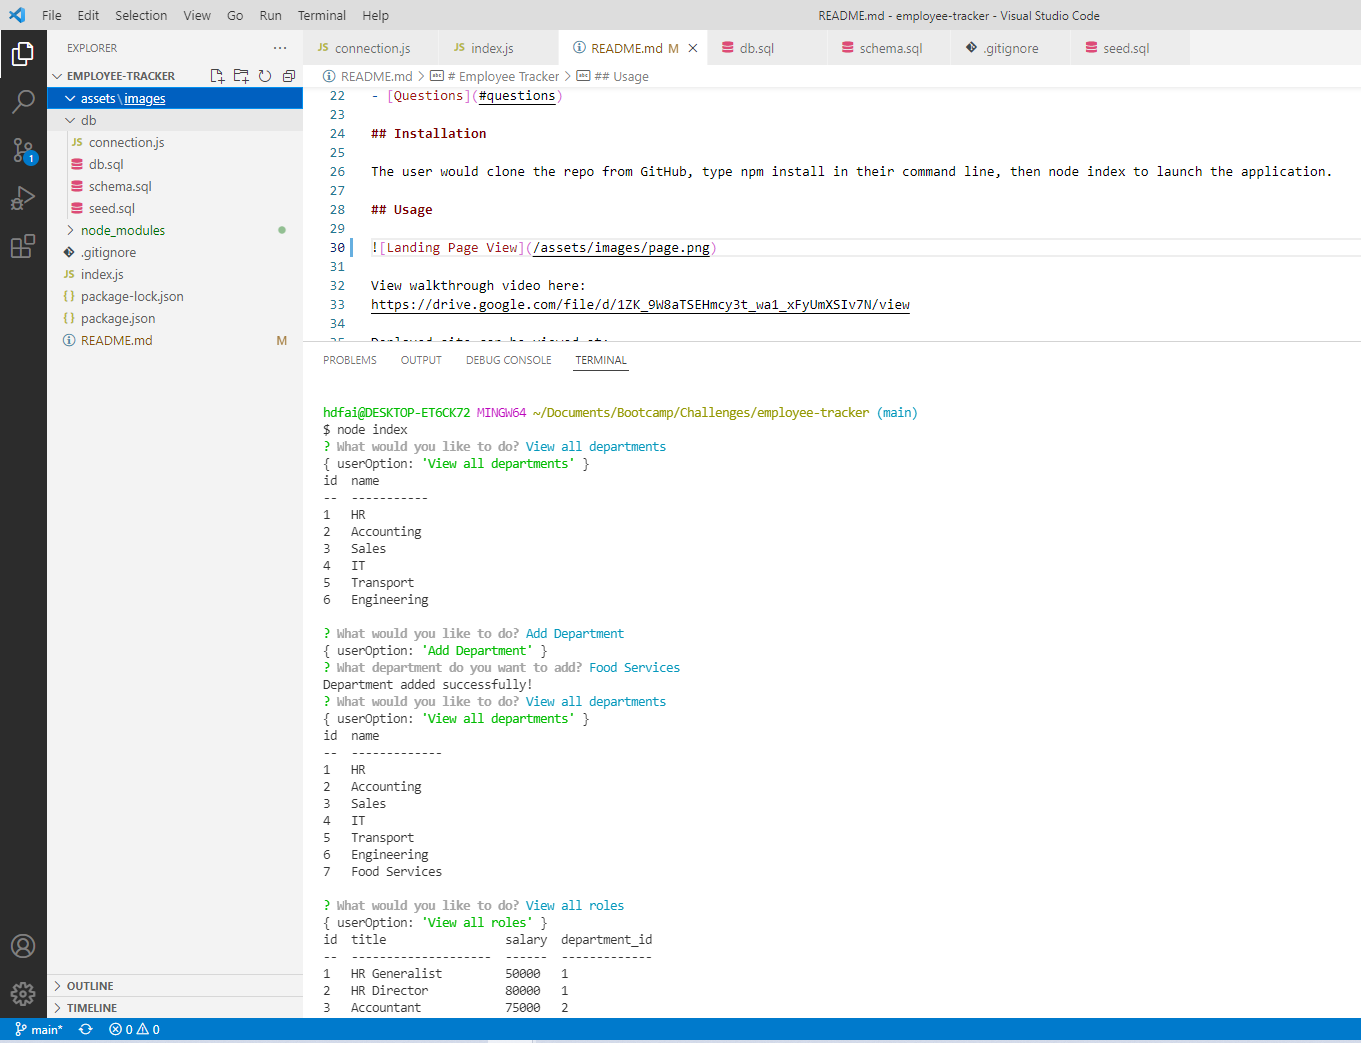 File Edit Selection View Go Run Terminal Help README.md - employee-tracker - Visual Studio Code
EXPLORER ···
EMPLOYEE-TRACKER
assets\images
db
JS connection.js
db.sql
schema.sql
seed.sql
node_modules
.gitignore
JS index.js
{} package-lock.json
{} package.json
README.md M
OUTLINE
TIMELINE
JS connection.js JS index.js README.md M db.sql schema.sql .gitignore seed.sql
README.md > # Employee Tracker > ## Usage
22 - [Questions](#questions)
23
24 ## Installation
25
26 The user would clone the repo from GitHub, type npm install in their command line, then node index to launch the application.
27
28 ## Usage
29
30 ![Landing Page View](/assets/images/page.png)
31
32 View walkthrough video here:
33 https://drive.google.com/file/d/1ZK_9W8aTSEHmcy3t_wa1_xFyUmXSIv7N/view
34
35 Deployed site can be viewed at:
PROBLEMS OUTPUT DEBUG CONSOLE TERMINAL
hdfai@DESKTOP-ET6CK72 MINGW64 ~/Documents/Bootcamp/Challenges/employee-tracker (main)
$ node index
? What would you like to do? View all departments
{ userOption: 'View all departments' }
id name
-- -----------
1 HR
2 Accounting
3 Sales
4 IT
5 Transport
6 Engineering
? What would you like to do? Add Department
{ userOption: 'Add Department' }
? What department do you want to add? Food Services
Department added successfully!
? What would you like to do? View all departments
{ userOption: 'View all departments' }
id name
-- -------------
1 HR
2 Accounting
3 Sales
4 IT
5 Transport
6 Engineering
7 Food Services
? What would you like to do? View all roles
{ userOption: 'View all roles' }
id title salary department_id
-- -------------------- ------ -------------
1 HR Generalist 50000 1
2 HR Director 80000 1
3 Accountant 75000 2
1
main* 0 0